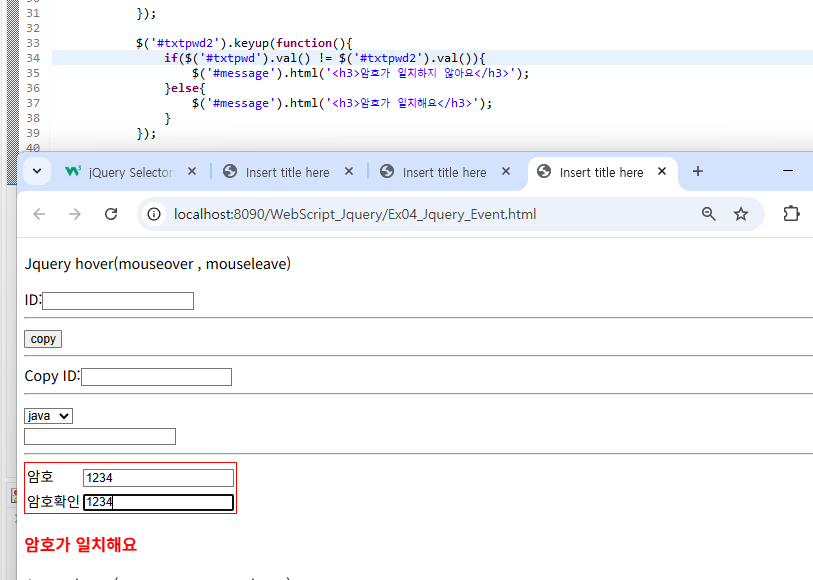 31 });
32
33 $('#txtpwd2').keyup(function(){
34 if($('#txtpwd').val() != $('#txtpwd2').val()){
35 $('#message').html('<h3>암호가 일치하지 않아요</h3>');
36 }else{
37 $('#message').html('<h3>암호가 일치해요</h3>');
38 }
39 });
40
jQuery Selector Insert title here Insert title here Insert title here
localhost:8090/WebScript_Jquery/Ex04_Jquery_Event.html
Jquery hover(mouseover , mouseleave)
ID:
copy
Copy ID:
java
암호 1234
암호확인 1234
암호가 일치해요